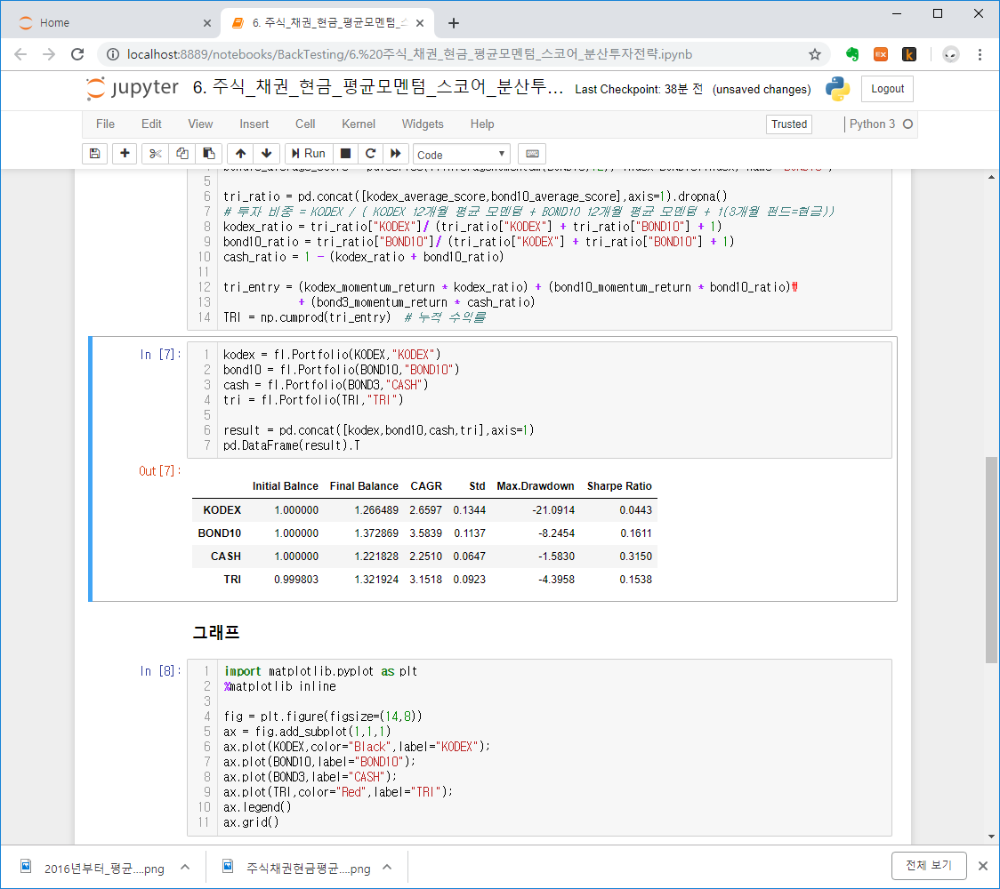 Home
6. 주식_채권_현금_평균모멘텀_스
localhost:8889/notebooks/BackTesting/6.%20주식_채권_현금_평균모멘텀_스코어_분산투자전략.ipynb
jupyter 6. 주식_채권_현금_평균모멘텀_스코어_분산투... Last Checkpoint: 38분 전 (unsaved changes) Logout
File Edit View Insert Cell Kernel Widgets Help Trusted Python 3
Run Code
5
6 tri_ratio = pd.concat([kodex_average_score,bond10_average_score],axis=1).dropna()
7 # 투자 비중 = KODEX / ( KODEX 12개월 평균 모멘텀 + BOND10 12개월 평균 모멘텀 + 1(3개월 펀드=현금))
8 kodex_ratio = tri_ratio["KODEX"]/ (tri_ratio["KODEX"] + tri_ratio["BOND10"] + 1)
9 bond10_ratio = tri_ratio["BOND10"]/ (tri_ratio["KODEX"] + tri_ratio["BOND10"] + 1)
10 cash_ratio = 1 - (kodex_ratio + bond10_ratio)
11
12 tri_entry = (kodex_momentum_return * kodex_ratio) + (bond10_momentum_return * bond10_ratio)₩
13 + (bond3_momentum_return * cash_ratio)
14 TRI = np.cumprod(tri_entry) # 누적 수익률
In [7]:
1 kodex = fl.Portfolio(KODEX,"KODEX")
2 bond10 = fl.Portfolio(BOND10,"BOND10")
3 cash = fl.Portfolio(BOND3,"CASH")
4 tri = fl.Portfolio(TRI,"TRI")
5
6 result = pd.concat([kodex,bond10,cash,tri],axis=1)
7 pd.DataFrame(result).T
Out[7]:
Initial Balnce Final Balance CAGR Std Max.Drawdown Sharpe Ratio
KODEX 1.000000 1.266489 2.6597 0.1344 -21.0914 0.0443
BOND10 1.000000 1.372869 3.5839 0.1137 -8.2454 0.1611
CASH 1.000000 1.221828 2.2510 0.0647 -1.5830 0.3150
TRI 0.999803 1.321924 3.1518 0.0923 -4.3958 0.1538
그래프
In [8]:
1 import matplotlib.pyplot as plt
2 %matplotlib inline
3
4 fig = plt.figure(figsize=(14,8))
5 ax = fig.add_subplot(1,1,1)
6 ax.plot(KODEX,color="Black",label="KODEX");
7 ax.plot(BOND10,label="BOND10");
8 ax.plot(BOND3,label="CASH");
9 ax.plot(TRI,color="Red",label="TRI");
10 ax.legend()
11 ax.grid()
2016년부터_평균....png 주식채권현금평균....png 전체 보기